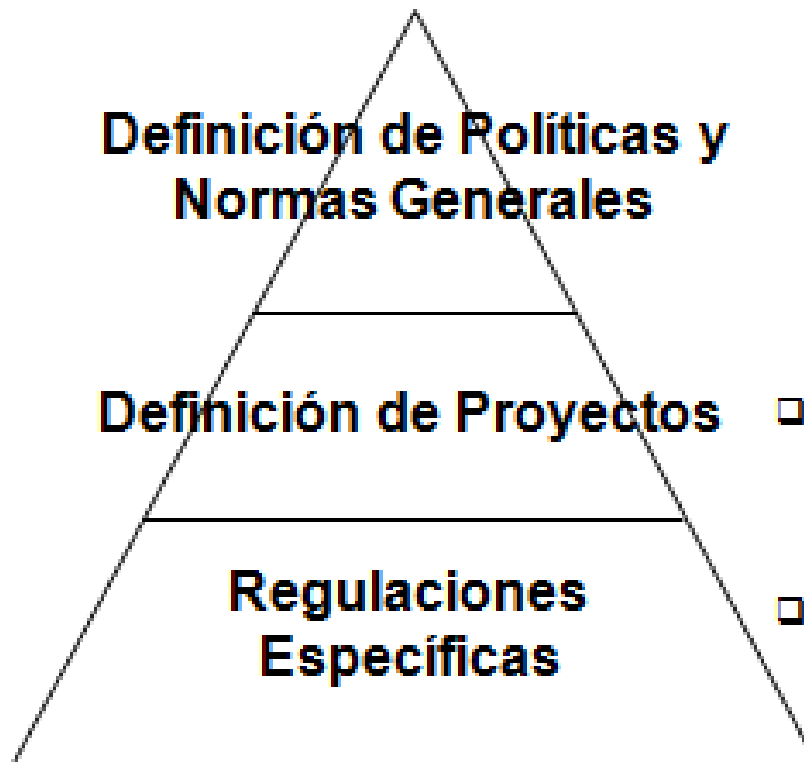 Definición de Políticas y
Normas Generales
Definición de Proyectos
Regulaciones
Específicas